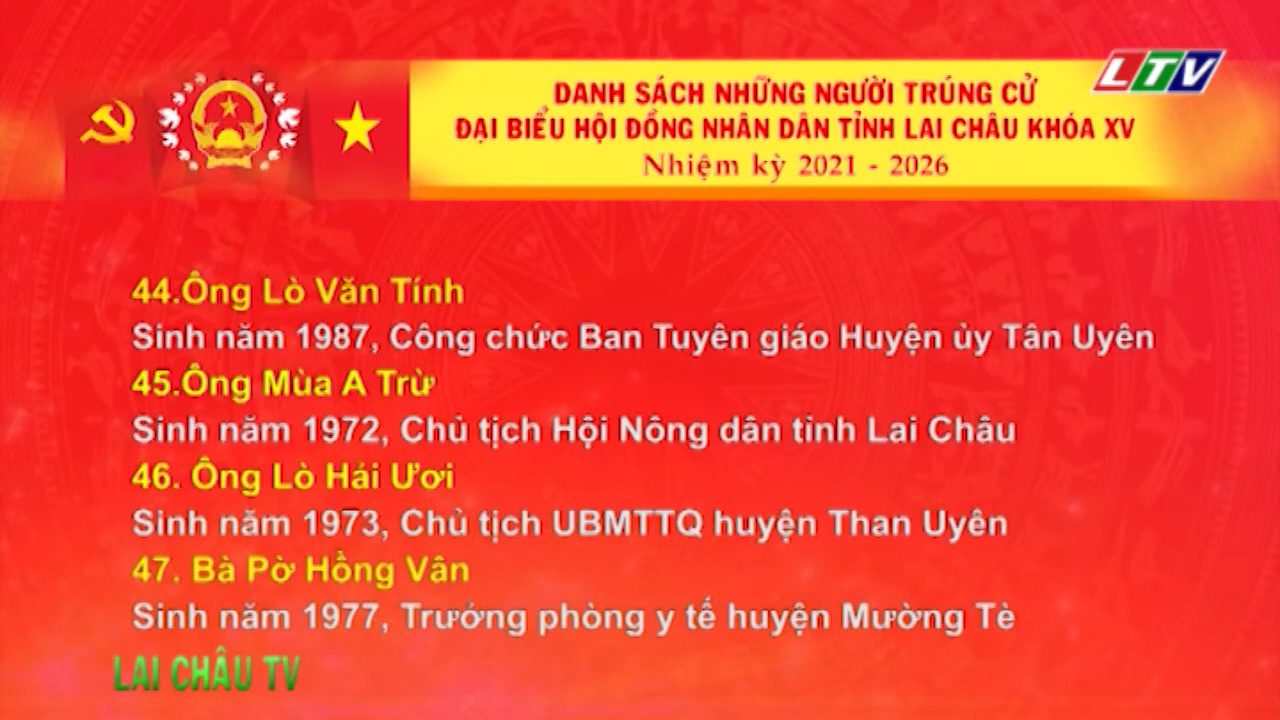 LTV
DANH SÁCH NHỮNG NGƯỜI TRÚNG CỬ
ĐẠI BIỂU HỘI ĐỒNG NHÂN DÂN TỈNH LAI CHÂU KHÓA XV
Nhiệm kỳ 2021 - 2026
44.Ông Lò Văn Tính
Sinh năm 1987, Công chức Ban Tuyên giáo Huyện ủy Tân Uyên
45.Ông Mùa A Trừ
Sinh năm 1972, Chủ tịch Hội Nông dân tỉnh Lai Châu
46. Ông Lò Hải Ươi
Sinh năm 1973, Chủ tịch UBMTTQ huyện Than Uyên
47. Bà Pờ Hồng Vân
Sinh năm 1977, Trưởng phòng y tế huyện Mường Tè
LAI CHÂU TV